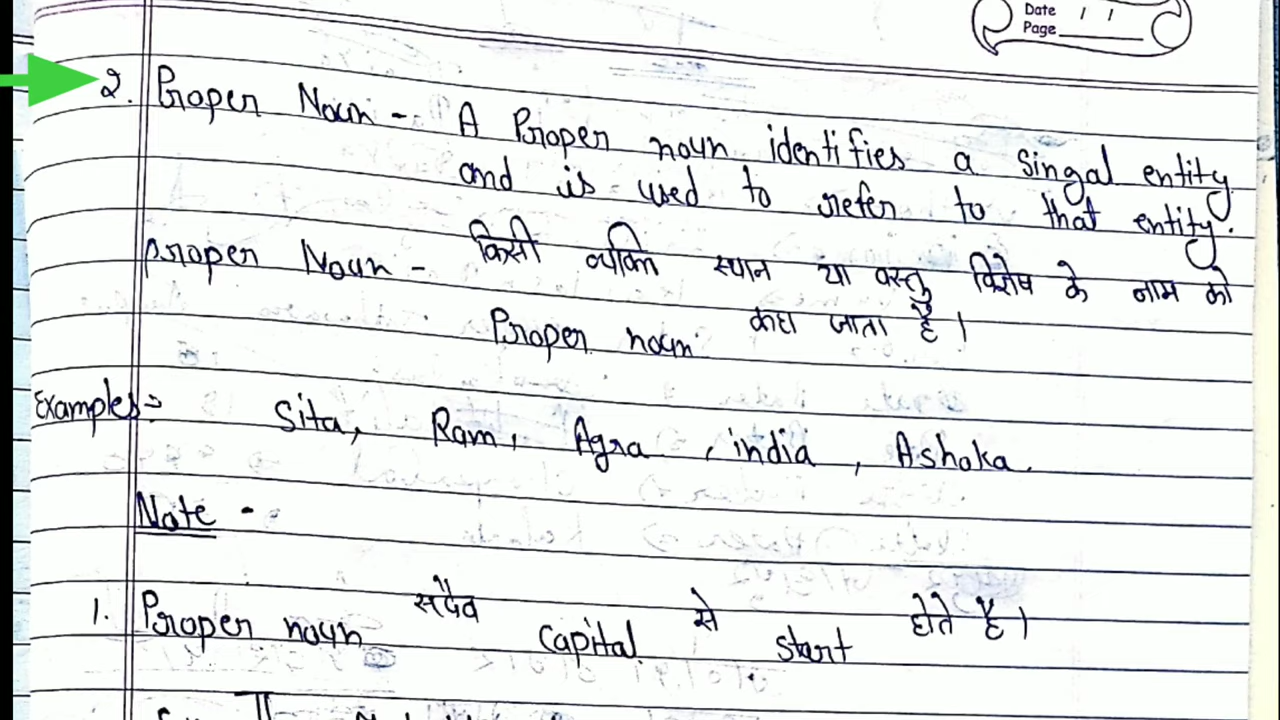 Date / /
Page
2. Proper Noun - A Proper noun identifies a singal entity
and is used to refer to that entity.
proper Noun - किसी व्यक्ति स्थान या वस्तु विशेष के नाम को
Proper noun कहा जाता है ।
Examples:- Sita, Ram, Agra, india, Ashoka.
Note -
1. Proper noun सदैव capital से start होते है ।